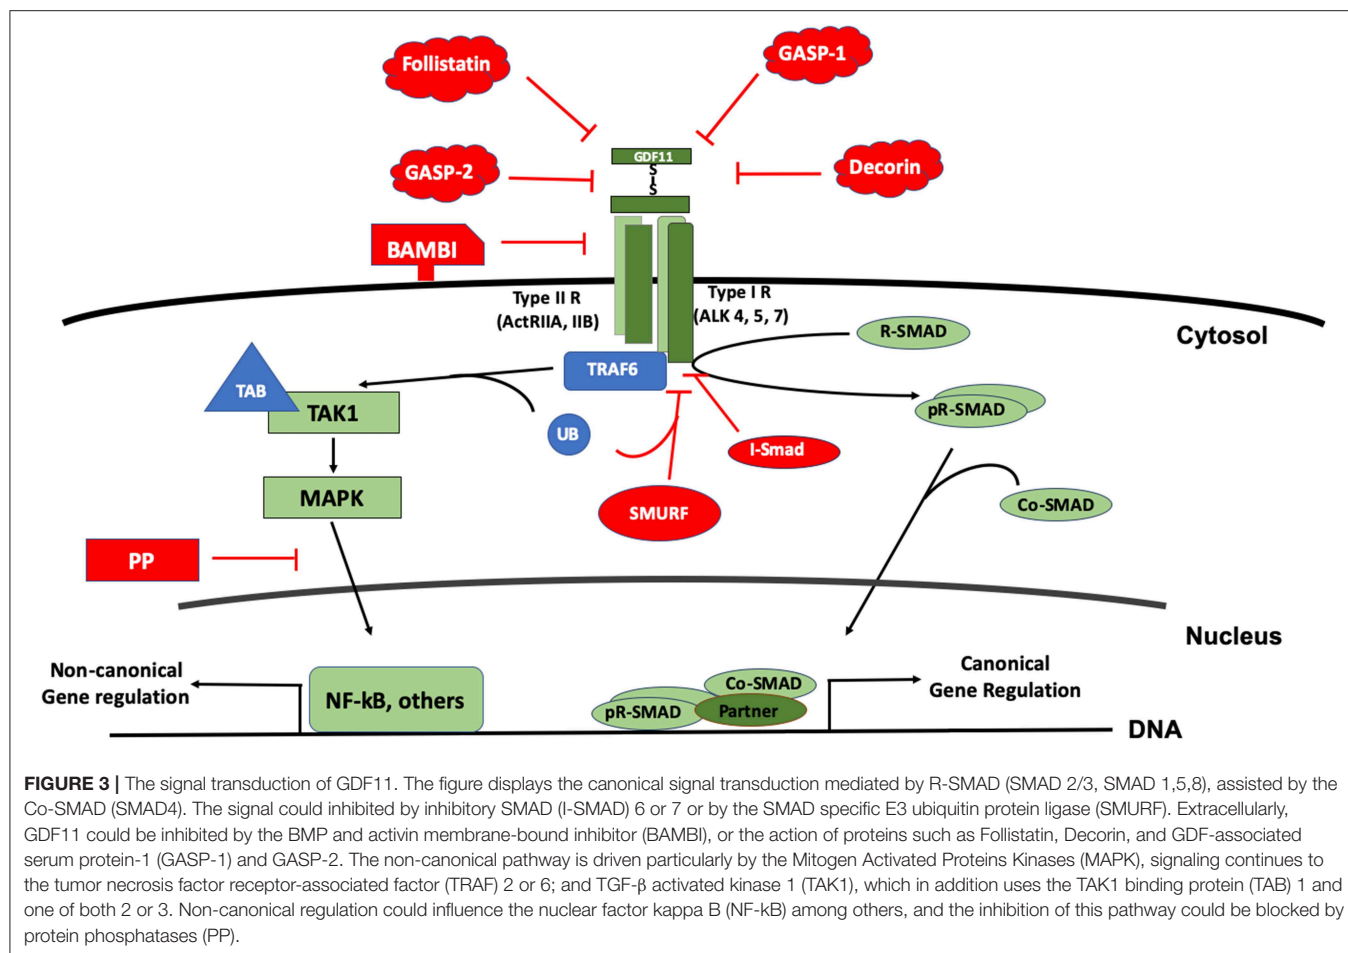 Follistatin
GASP-1
GDF11
S
S
GASP-2
Decorin
BAMBI
Type II R
(ActRIIA, IIB)
Type I R
(ALK 4, 5, 7)
R-SMAD
Cytosol
TRAF6
TAB
TAK1
pR-SMAD
UB
I-Smad
MAPK
SMURF
Co-SMAD
PP
Nucleus
Non-canonical
Gene regulation
NF-kB, others
Co-SMAD
pR-SMAD
Partner
Canonical
Gene Regulation
DNA
FIGURE 3 | The signal transduction of GDF11. The figure displays the canonical signal transduction mediated by R-SMAD (SMAD 2/3, SMAD 1,5,8), assisted by the
Co-SMAD (SMAD4). The signal could inhibited by inhibitory SMAD (I-SMAD) 6 or 7 or by the SMAD specific E3 ubiquitin protein ligase (SMURF). Extracellularly,
GDF11 could be inhibited by the BMP and activin membrane-bound inhibitor (BAMBI), or the action of proteins such as Follistatin, Decorin, and GDF-associated
serum protein-1 (GASP-1) and GASP-2. The non-canonical pathway is driven particularly by the Mitogen Activated Proteins Kinases (MAPK), signaling continues to
the tumor necrosis factor receptor-associated factor (TRAF) 2 or 6; and TGF-β activated kinase 1 (TAK1), which in addition uses the TAK1 binding protein (TAB) 1 and
one of both 2 or 3. Non-canonical regulation could influence the nuclear factor kappa B (NF-kB) among others, and the inhibition of this pathway could be blocked by
protein phosphatases (PP).